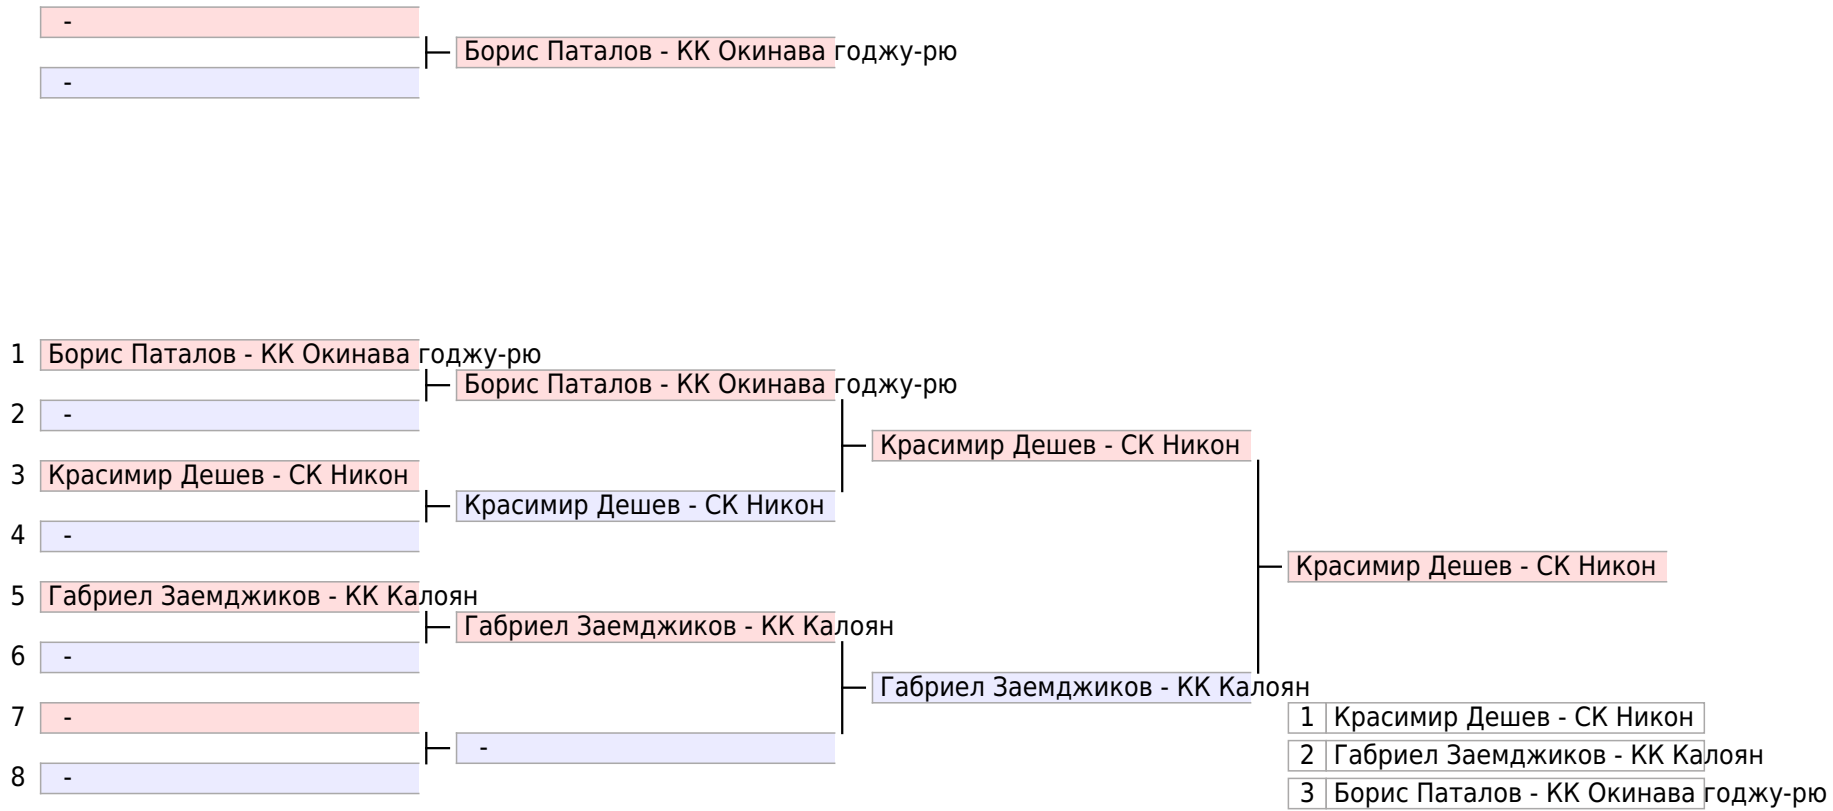 -
Борис Паталов - КК Окинава годжу-рю
-
1 Борис Паталов - КК Окинава годжу-рю
Борис Паталов - КК Окинава годжу-рю
2 -
Красимир Дешев - СК Никон
3 Красимир Дешев - СК Никон
Красимир Дешев - СК Никон
4 -
Красимир Дешев - СК Никон
5 Габриел Заемджиков - КК Калоян
Габриел Заемджиков - КК Калоян
6 -
Габриел Заемджиков - КК Калоян
7 -
-
8 -
1 Красимир Дешев - СК Никон
2 Габриел Заемджиков - КК Калоян
3 Борис Паталов - КК Окинава годжу-рю